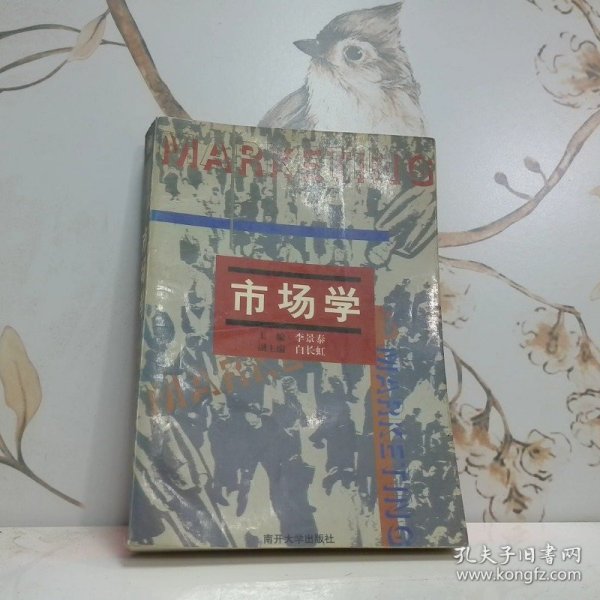 MARKETING
市场学
主 编 李景泰
副主编 白长虹
MARKE
MARKETING
南开大学出版社
孔夫子旧书网
www.kongfz.com